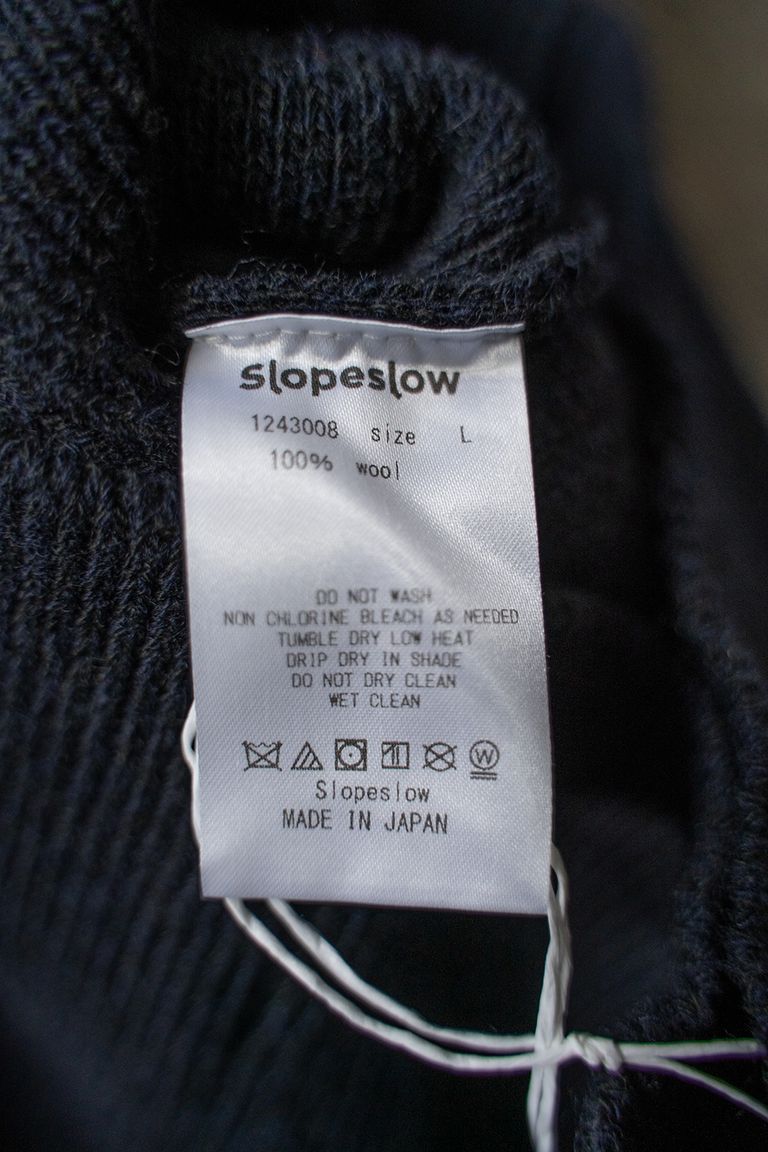 slopeslow
1243008 size L
100% wool
DO NOT WASH
NON CHLORINE BLEACH AS NEEDED
TUMBLE DRY LOW HEAT
DRIP DRY IN SHADE
DO NOT DRY CLEAN
WET CLEAN
W
Slopeslow
MADE IN JAPAN